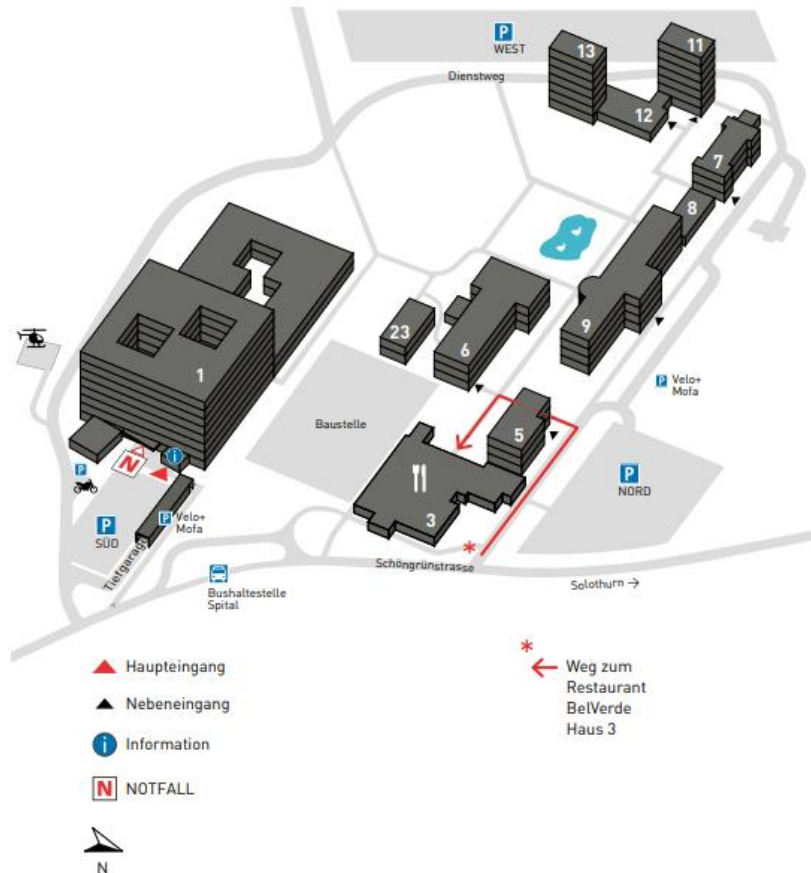 P
WEST
13
11
Dienstweg
12
7
8
1
23
6
9
P Velo+
Mofa
Baustelle
5
P
NORD
i
N
P
P
SÜD
P Velo+
Mofa
Tiefgarage
3
Schöngrünstrasse
*
Solothurn →
Bushaltestelle
Spital
Haupteingang
Nebeneingang
i Information
N NOTFALL
N
*
← Weg zum
Restaurant
BelVerde
Haus 3